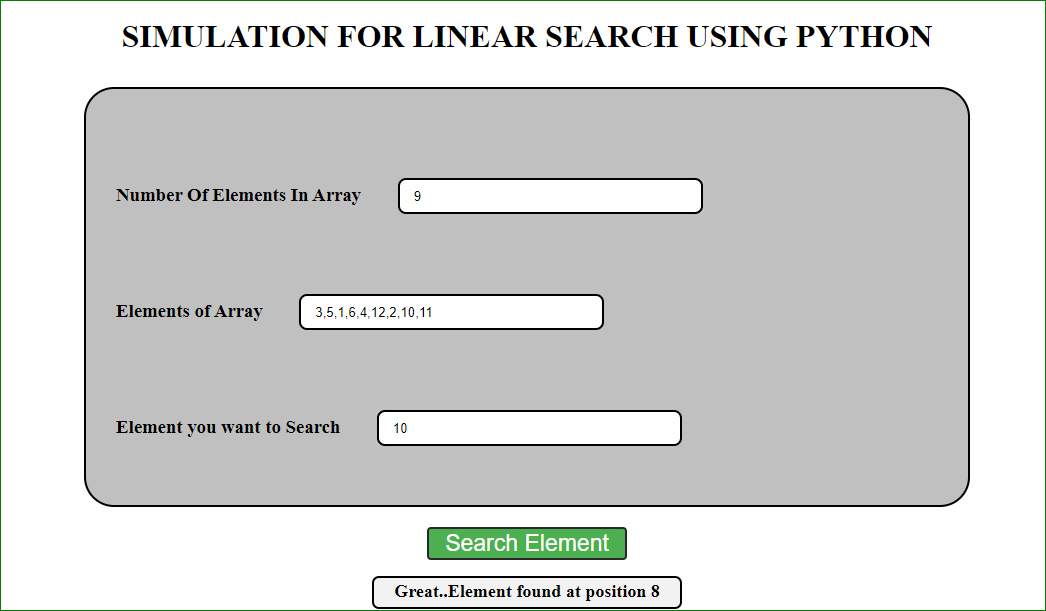 SIMULATION FOR LINEAR SEARCH USING PYTHON
Number Of Elements In Array 9
Elements of Array 3,5,1,6,4,12,2,10,11
Element you want to Search 10
Search Element
Great..Element found at position 8